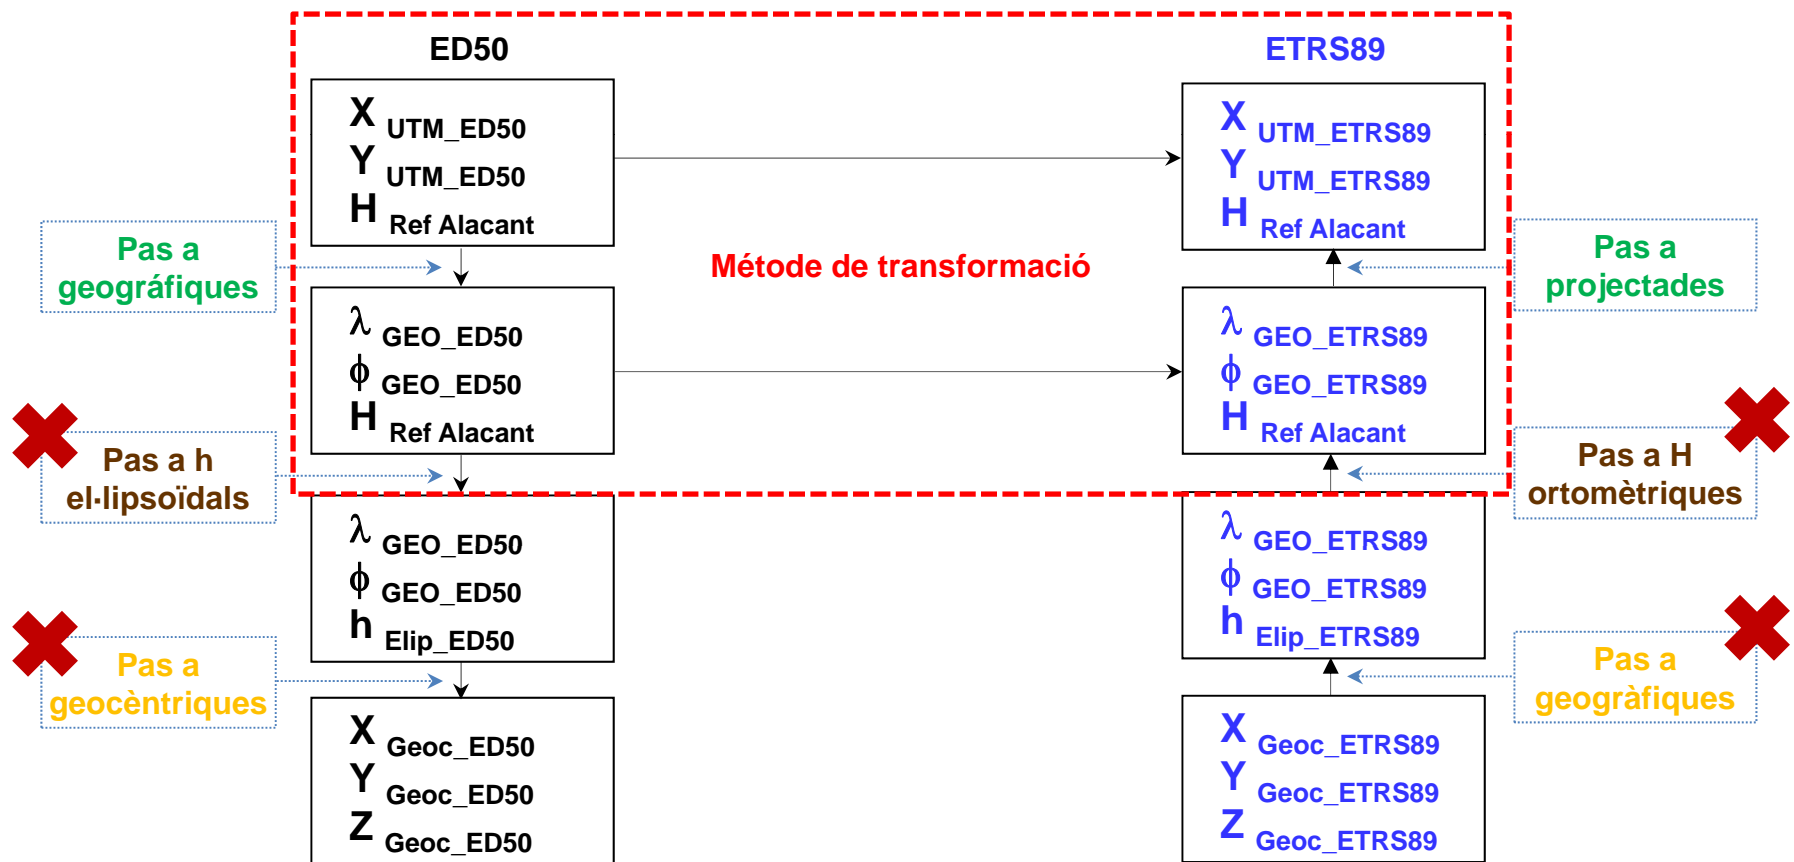 ED50
ETRS89
X UTM_ED50
Y UTM_ED50
H Ref Alacant
X UTM_ETRS89
Y UTM_ETRS89
H Ref Alacant
Pas a
geográfiques
Métode de transformació
Pas a
projectades
λ GEO_ED50
ϕ GEO_ED50
H Ref Alacant
λ GEO_ETRS89
ϕ GEO_ETRS89
H Ref Alacant
Pas a h
el·lipsoïdals
Pas a H
ortomètriques
λ GEO_ED50
ϕ GEO_ED50
h Elip_ED50
λ GEO_ETRS89
ϕ GEO_ETRS89
h Elip_ETRS89
Pas a
geocèntriques
Pas a
geogràfiques
X Geoc_ED50
Y Geoc_ED50
Z Geoc_ED50
X Geoc_ETRS89
Y Geoc_ETRS89
Z Geoc_ETRS89